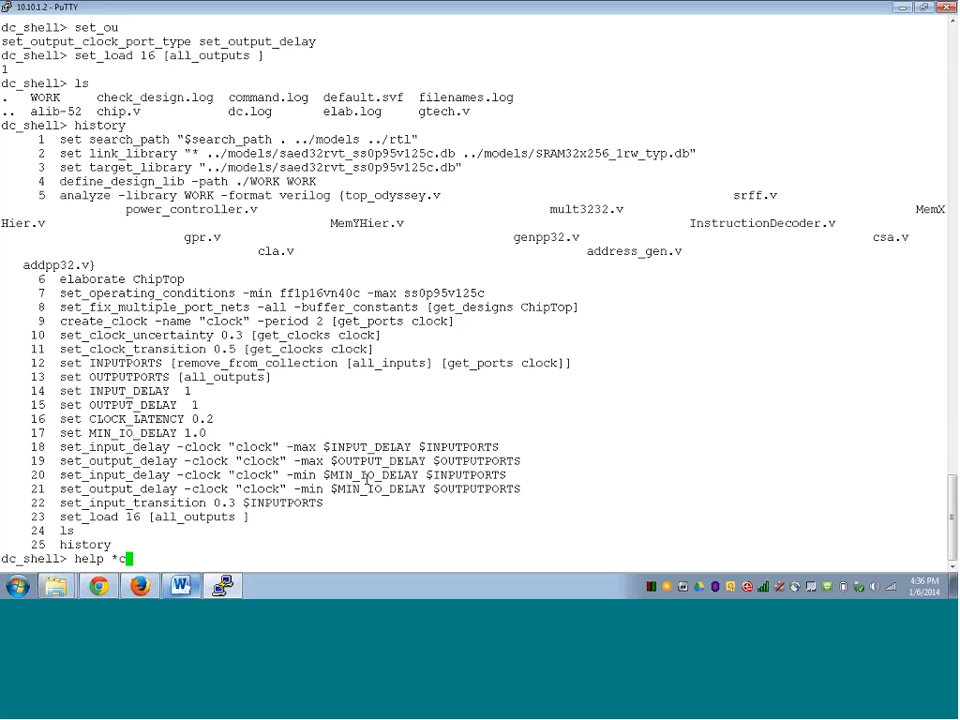 10.10.1.2 - PuTTY
dc_shell> set_ou
set_output_clock_port_type set_output_delay
dc_shell> set_load 16 [all_outputs ]
1
dc_shell> ls
. WORK check_design.log command.log default.svf filenames.log
.. alib-52 chip.v dc.log elab.log gtech.v
dc_shell> history
1 set search_path "$search_path . ../models ../rtl"
2 set link_library "* ../models/saed32rvt_ss0p95v125c.db ../models/SRAM32x256_1rw_typ.db"
3 set target_library "../models/saed32rvt_ss0p95v125c.db"
4 define_design_lib -path ./WORK WORK
5 analyze -library WORK -format verilog {top_odyssey.v srff.v
power_controller.v mult3232.v MemX
Hier.v MemYHier.v InstructionDecoder.v
gpr.v genpp32.v csa.v
cla.v address_gen.v
addpp32.v}
6 elaborate ChipTop
7 set_operating_conditions -min ff1p16vn40c -max ss0p95v125c
8 set_fix_multiple_port_nets -all -buffer_constants [get_designs ChipTop]
9 create_clock -name "clock" -period 2 [get_ports clock]
10 set_clock_uncertainty 0.3 [get_clocks clock]
11 set_clock_transition 0.5 [get_clocks clock]
12 set INPUTPORTS [remove_from_collection [all_inputs] [get_ports clock]]
13 set OUTPUTPORTS [all_outputs]
14 set INPUT_DELAY 1
15 set OUTPUT_DELAY 1
16 set CLOCK_LATENCY 0.2
17 set MIN_IO_DELAY 1.0
18 set_input_delay -clock "clock" -max $INPUT_DELAY $INPUTPORTS
19 set_output_delay -clock "clock" -max $OUTPUT_DELAY $OUTPUTPORTS
20 set_input_delay -clock "clock" -min $MIN_IO_DELAY $INPUTPORTS
21 set_output_delay -clock "clock" -min $MIN_IO_DELAY $OUTPUTPORTS
22 set_input_transition 0.3 $INPUTPORTS
23 set_load 16 [all_outputs ]
24 ls
25 history
dc_shell> help *c
4:36 PM
1/6/2014